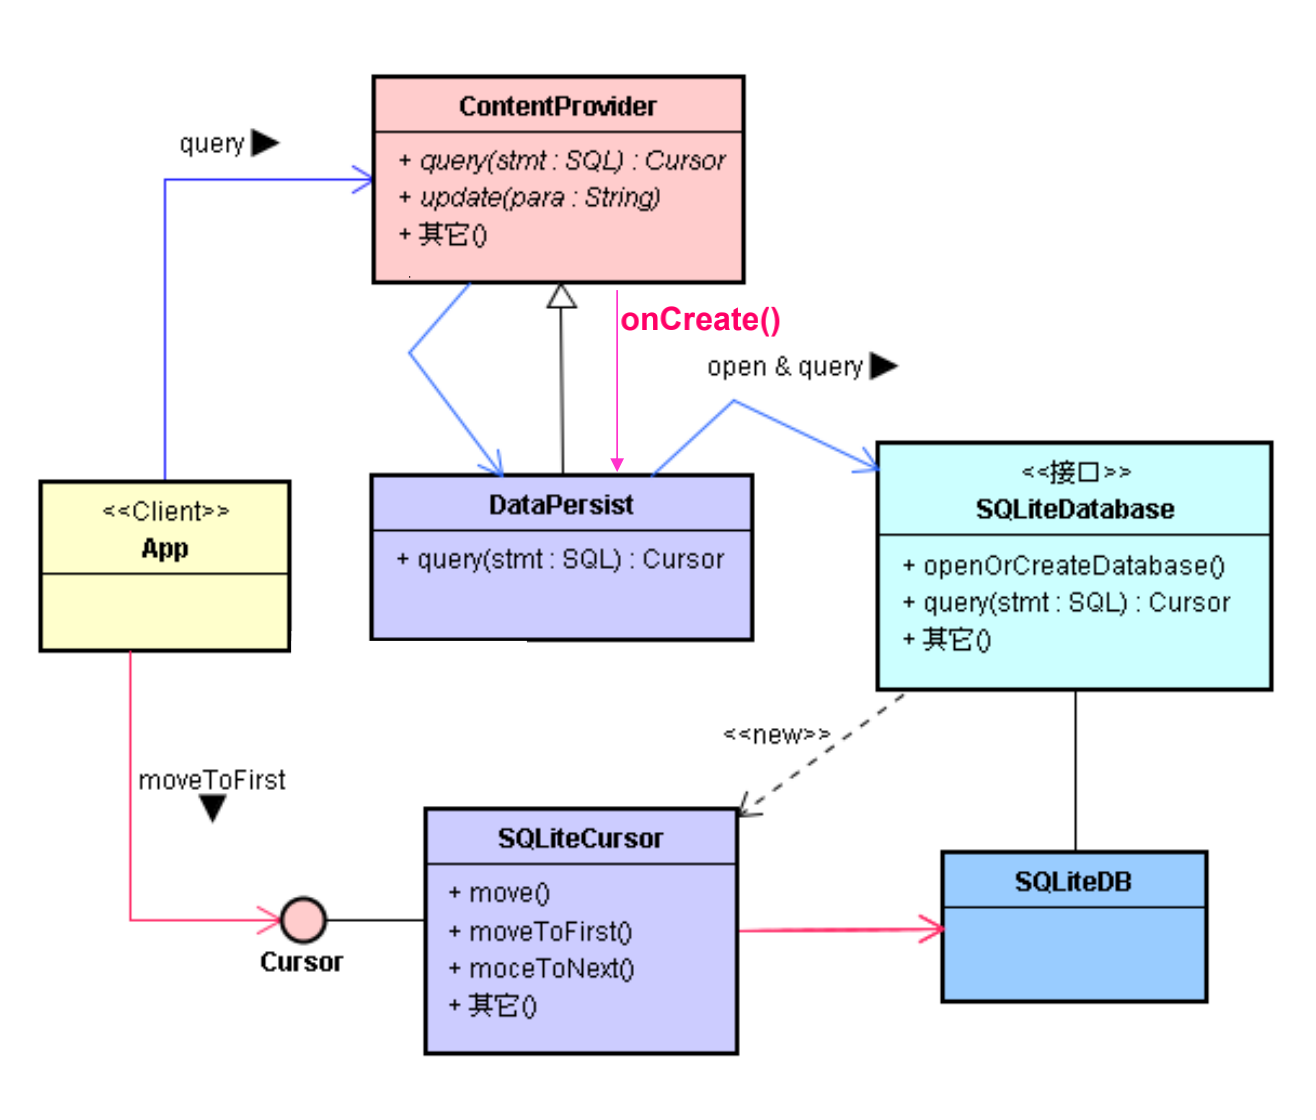 ContentProvider
query
+ query(stmt : SQL) : Cursor
+ update(para : String)
+ 其它()
onCreate()
open & query
<<Client>>
App
DataPersist
+ query(stmt : SQL) : Cursor
<<接口>>
SQLiteDatabase
+ openOrCreateDatabase()
+ query(stmt : SQL) : Cursor
+ 其它()
<<new>>
moveToFirst
SQLiteCursor
+ move()
+ moveToFirst()
+ moceToNext()
+ 其它()
Cursor
SQLiteDB